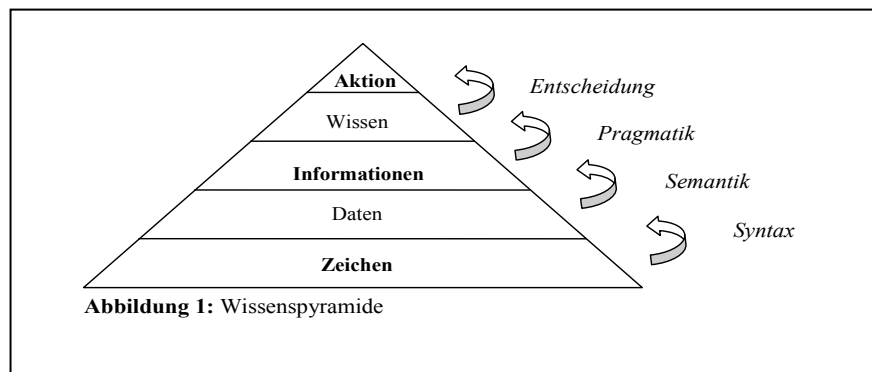 Aktion
Entscheidung
Wissen
Pragmatik
Informationen
Semantik
Daten
Syntax
Zeichen
Abbildung 1: Wissenspyramide